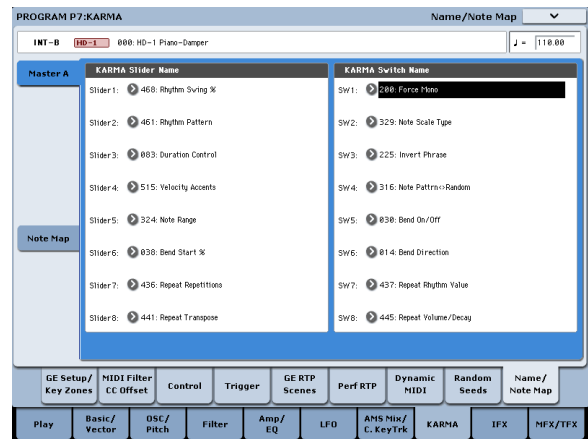 PROGRAM P7:KARMA Name/Note Map
INT-B HD-1 000: HD-1 Piano-Damper ♩= 110.00
Master A
Note Map
KARMA Slider Name
Slider1: 468: Rhythm Swing %
Slider2: 461: Rhythm Pattern
Slider3: 083: Duration Control
Slider4: 515: Velocity Accents
Slider5: 324: Note Range
Slider6: 038: Bend Start %
Slider7: 436: Repeat Repetitions
Slider8: 441: Repeat Transpose
KARMA Switch Name
SW1: 200: Force Mono
SW2: 329: Note Scale Type
SW3: 225: Invert Phrase
SW4: 316: Note Pattrn<>Random
SW5: 030: Bend On/Off
SW6: 014: Bend Direction
SW7: 437: Repeat Rhythm Value
SW8: 445: Repeat Volume/Decay
GE Setup/ Key Zones
MIDI Filter CC Offset
Control
Trigger
GE RTP Scenes
Perf RTP
Dynamic MIDI
Random Seeds
Name/ Note Map
Play
Basic/ Vector
OSC/ Pitch
Filter
Amp/ EQ
LFO
AMS Mix/ C. KeyTrk
KARMA
IFX
MFX/TFX